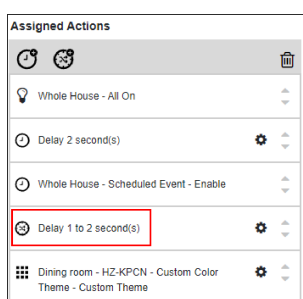 Assigned Actions
Whole House - All On
Delay 2 second(s)
Whole House - Scheduled Event - Enable
Delay 1 to 2 second(s)
Dining room - HZ-KPCN - Custom Color
Theme - Custom Theme